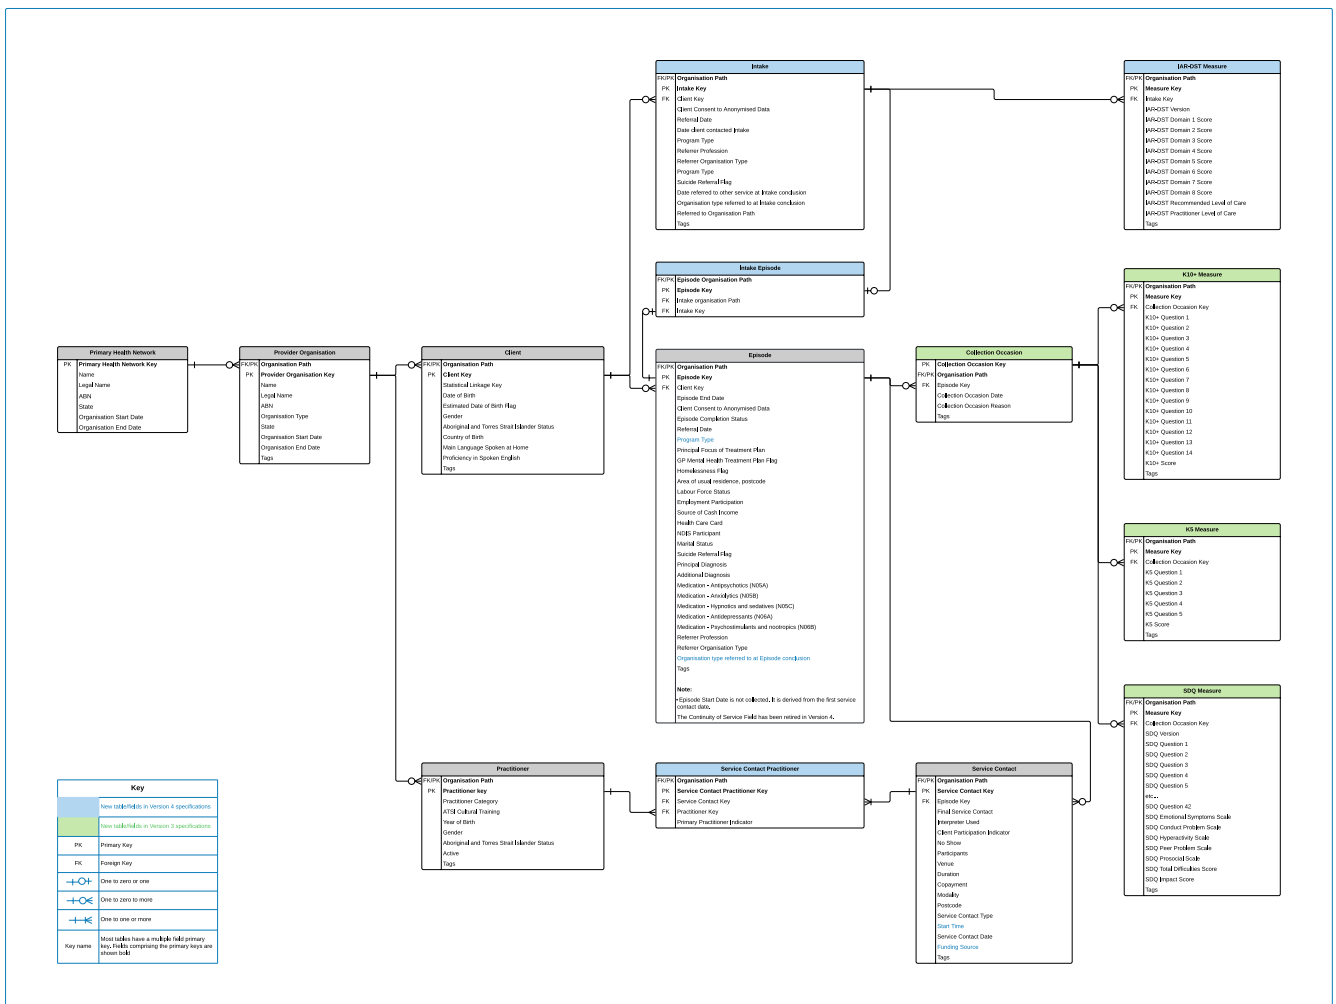 Intake
FK/PK Organisation Path
PK Intake Key
FK Client Key
Client Consent to Anonymised Data
Referral Date
Date client contacted Intake
Program Type
Referrer Profession
Referrer Organisation Type
Program Type
Suicide Referral Flag
Date referred to other service at Intake conclusion
Organisation type referred to at Intake conclusion
Referred to Organisation Path
Tags
IAR-DST Measure
FK/PK Organisation Path
PK Measure Key
FK Intake Key
IAR-DST Version
IAR-DST Domain 1 Score
IAR-DST Domain 2 Score
IAR-DST Domain 3 Score
IAR-DST Domain 4 Score
IAR-DST Domain 5 Score
IAR-DST Domain 6 Score
IAR-DST Domain 7 Score
IAR-DST Domain 8 Score
IAR-DST Recommended Level of Care
IAR-DST Practitioner Level of Care
Tags
Intake Episode
FK/PK Episode Organisation Path
PK Episode Key
FK Intake organisation Path
FK Intake Key
K10+ Measure
FK/PK Organisation Path
PK Measure Key
FK Collection Occasion Key
K10+ Question 1
K10+ Question 2
K10+ Question 3
K10+ Question 4
K10+ Question 5
K10+ Question 6
K10+ Question 7
K10+ Question 8
K10+ Question 9
K10+ Question 10
K10+ Question 11
K10+ Question 12
K10+ Question 13
K10+ Question 14
K10+ Score
Tags
Primary Health Network
PK Primary Health Network Key
Name
Legal Name
ABN
State
Organisation Start Date
Organisation End Date
Provider Organisation
FK/PK Organisation Path
PK Provider Organisation Key
Name
Legal Name
ABN
Organisation Type
State
Organisation Start Date
Organisation End Date
Tags
Client
FK/PK Organisation Path
PK Client Key
Statistical Linkage Key
Date of Birth
Estimated Date of Birth Flag
Gender
Aboriginal and Torres Strait Islander Status
Country of Birth
Main Language Spoken at Home
Proficiency in Spoken English
Tags
Episode
FK/PK Organisation Path
PK Episode Key
FK Client Key
Episode End Date
Client Consent to Anonymised Data
Episode Completion Status
Referral Date
Program Type
Principal Focus of Treatment Plan
GP Mental Health Treatment Plan Flag
Homelessness Flag
Area of usual residence, postcode
Labour Force Status
Employment Participation
Source of Cash Income
Health Care Card
NDIS Participant
Marital Status
Suicide Referral Flag
Principal Diagnosis
Additional Diagnosis
Medication - Antipsychotics (N05A)
Medication - Anxiolytics (N05B)
Medication - Hypnotics and sedatives (N05C)
Medication - Antidepressants (N06A)
Medication - Psychostimulants and nootropics (N06B)
Referrer Profession
Referrer Organisation Type
Organisation type referred to at Episode conclusion
Tags
Note:
- Episode Start Date is not collected. It is derived from the first service
contact date.
The Continuity of Service Field has been retired in Version 4.
Collection Occasion
PK Collection Occasion Key
FK/PK Organisation Path
FK Episode Key
Collection Occasion Date
Collection Occasion Reason
Tags
K5 Measure
FK/PK Organisation Path
PK Measure Key
FK Collection Occasion Key
K5 Question 1
K5 Question 2
K5 Question 3
K5 Question 4
K5 Question 5
K5 Score
Tags
SDQ Measure
FK/PK Organisation Path
PK Measure Key
FK Collection Occasion Key
SDQ Version
SDQ Question 1
SDQ Question 2
SDQ Question 3
SDQ Question 4
SDQ Question 5
etc...
SDQ Question 42
SDQ Emotional Symptoms Scale
SDQ Conduct Problem Scale
SDQ Hyperactivity Scale
SDQ Peer Problem Scale
SDQ Prosocial Scale
SDQ Total Difficulties Score
SDQ Impact Score
Tags
Practitioner
FK/PK Organisation Path
PK Practitioner key
Practitioner Category
ATSI Cultural Training
Year of Birth
Gender
Aboriginal and Torres Strait Islander Status
Active
Tags
Service Contact Practitioner
FK/PK Organisation Path
PK Service Contact Practitioner Key
FK Service Contact Key
FK Practitioner Key
Primary Practitioner Indicator
Service Contact
FK/PK Organisation Path
PK Service Contact Key
FK Episode Key
Final Service Contact
Interpreter Used
Client Participation Indicator
No Show
Participants
Venue
Duration
Copayment
Modality
Postcode
Service Contact Type
Start Time
Service Contact Date
Funding Source
Tags
Key
New table/fields in Version 4 specifications
New table/fields in Version 3 specifications
PK Primary Key
FK Foreign Key
One to zero or one
One to zero to more
One to one or more
Key name Most tables have a multiple field primary
key. Fields comprising the primary keys are
shown bold